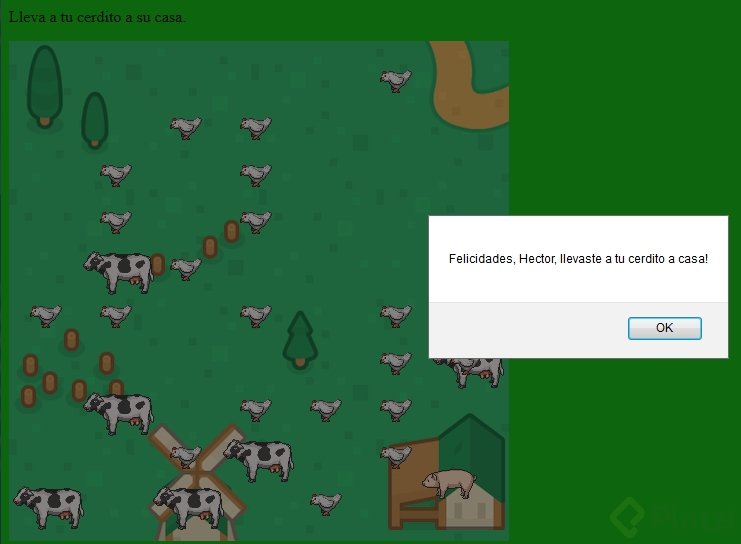 Lleva a tu cerdito a su casa.
Felicidades, Hector, llevaste a tu cerdito a casa!
OK